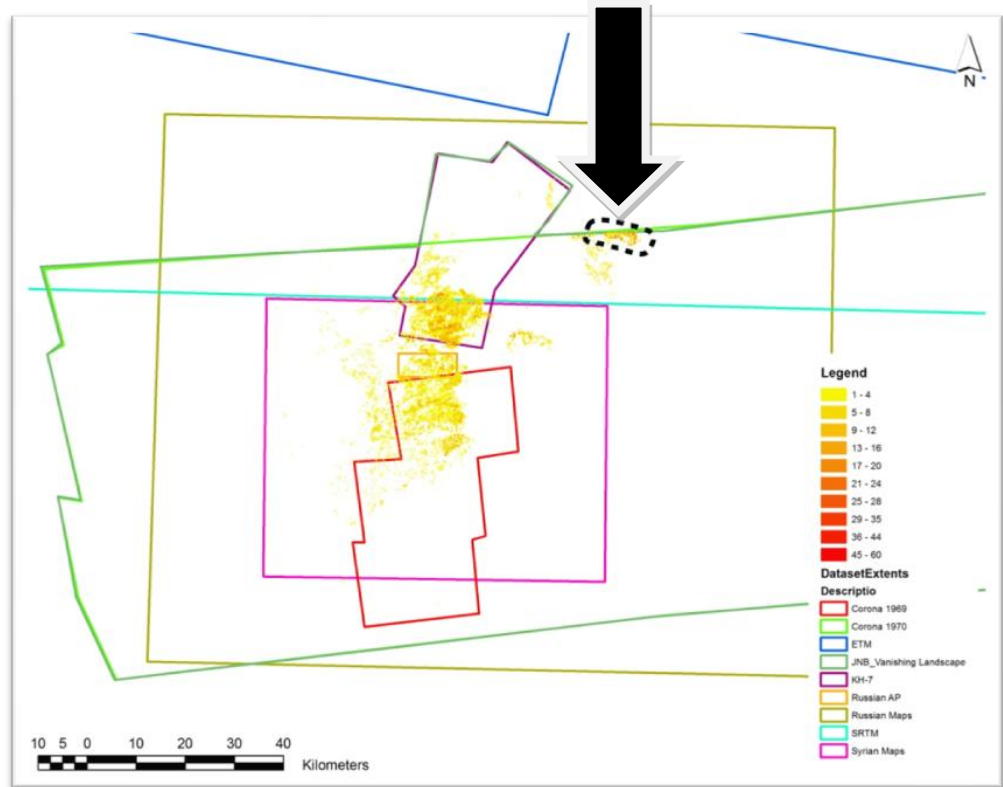 N
Legend
1 - 4
5 - 8
9 - 12
13 - 16
17 - 20
21 - 24
25 - 28
29 - 35
36 - 44
45 - 60
DatasetExtents
Descriptio
Corona 1969
Corona 1970
ETM
JNB_Vanishing Landscape
KH-7
Russian AP
Russian Maps
SRTM
Syrian Maps
10 5 0 10 20 30 40
Kilometers